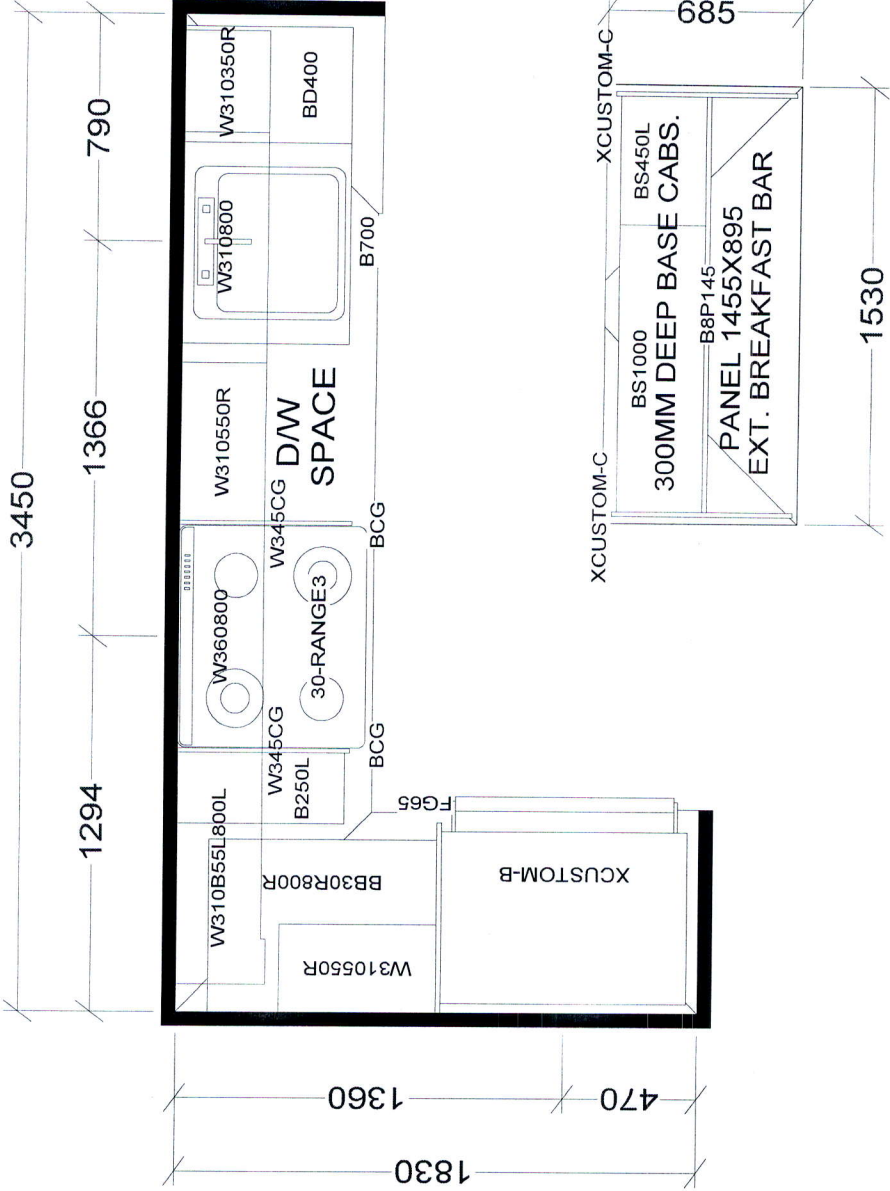 3450
1294
1366
790
1830
1360
470
W310B55L800L
B250L
W345CG
BCG
W360800
30-RANGE3
W345CG
BCG
W310550R
D/W
SPACE
W310800
B700
W310350R
BD400
BB30R800R
W310550R
FG65
XCUSTOM-B
XCUSTOM-C
XCUSTOM-C
BS1000
BS450L
300MM DEEP BASE CABS.
B8P145
PANEL 1455X895
EXT. BREAKFAST BAR
1530
685